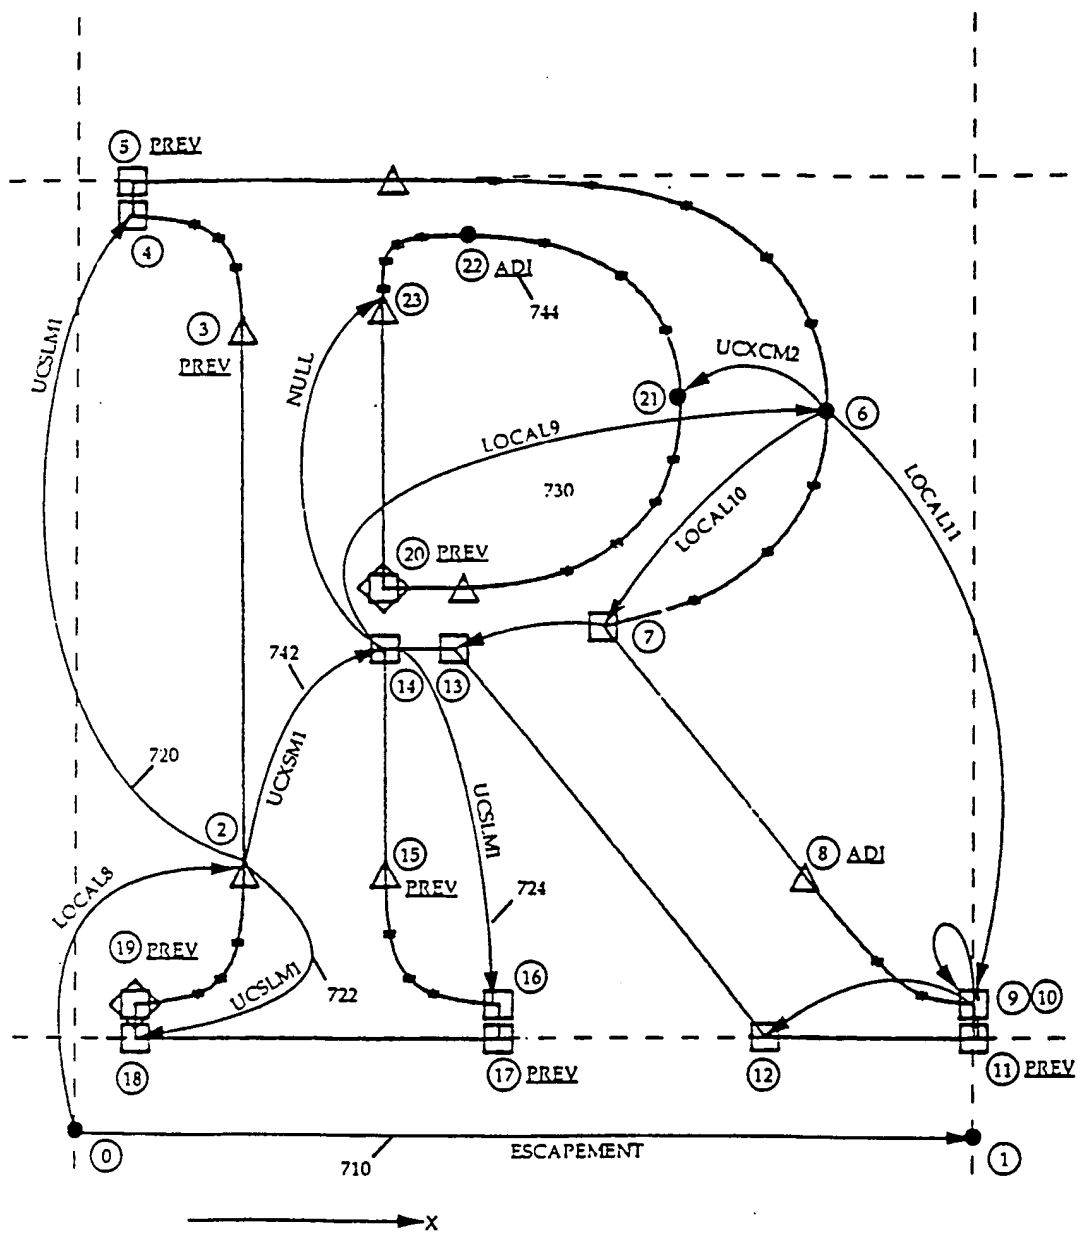 5 PREV
4
22 ADI
23
744
3
PREV
UCSLM1
NULL
UCXCM2
21
6
LOCAL9
730
LOCAL10
LOCAL11
20 PREV
7
742
14
13
720
UCXSM1
UCSLM1
2
15
PREV
8 ADI
LOCAL8
724
19 PREV
UCSLM1
722
16
9 10
18
17 PREV
12
11 PREV
0
ESCAPEMENT
710
1
X